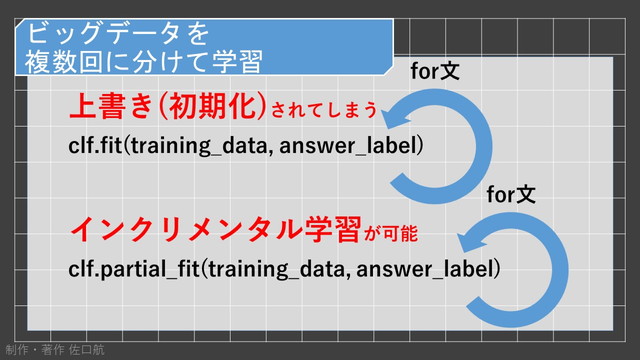 ビッグデータを
複数回に分けて学習
for文
上書き(初期化)されてしまう
clf.fit(training_data, answer_label)
for文
インクリメンタル学習が可能
clf.partial_fit(training_data, answer_label)
制作・著作 佐口航